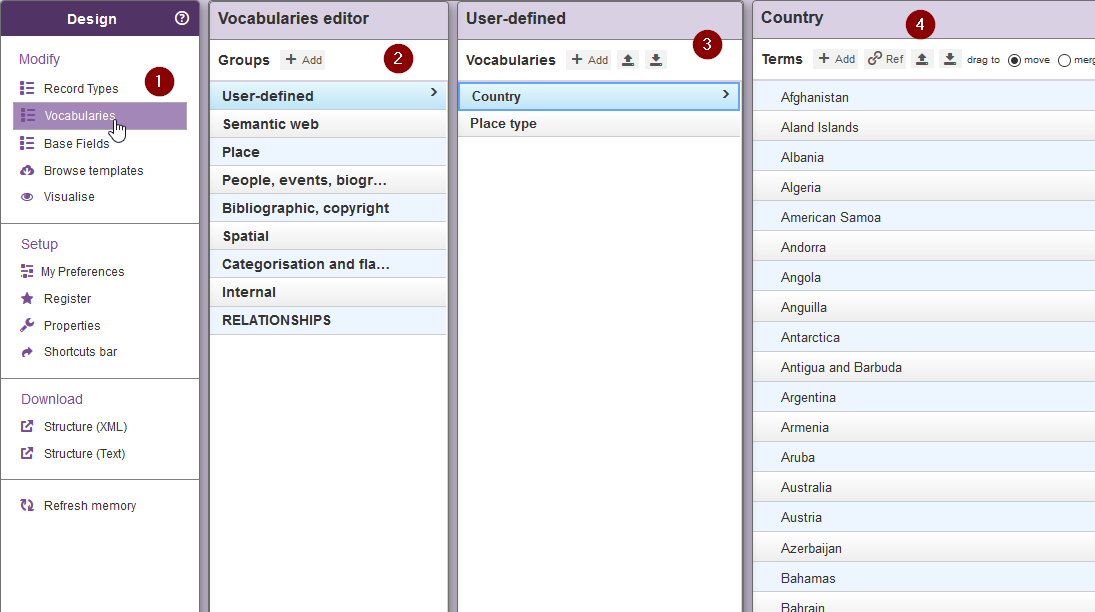 Design
Modify
1
Record Types
Vocabularies
Base Fields
Browse templates
Visualise
Setup
My Preferences
Register
Properties
Shortcuts bar
Download
Structure (XML)
Structure (Text)
Refresh memory
Vocabularies editor
Groups + Add
2
User-defined
Semantic web
Place
People, events, biogr…
Bibliographic, copyright
Spatial
Categorisation and fla…
Internal
RELATIONSHIPS
User-defined
Vocabularies + Add
3
Country
Place type
Country
4
Terms + Add Ref drag to move merg
Afghanistan
Aland Islands
Albania
Algeria
American Samoa
Andorra
Angola
Anguilla
Antarctica
Antigua and Barbuda
Argentina
Armenia
Aruba
Australia
Austria
Azerbaijan
Bahamas
Bahrain